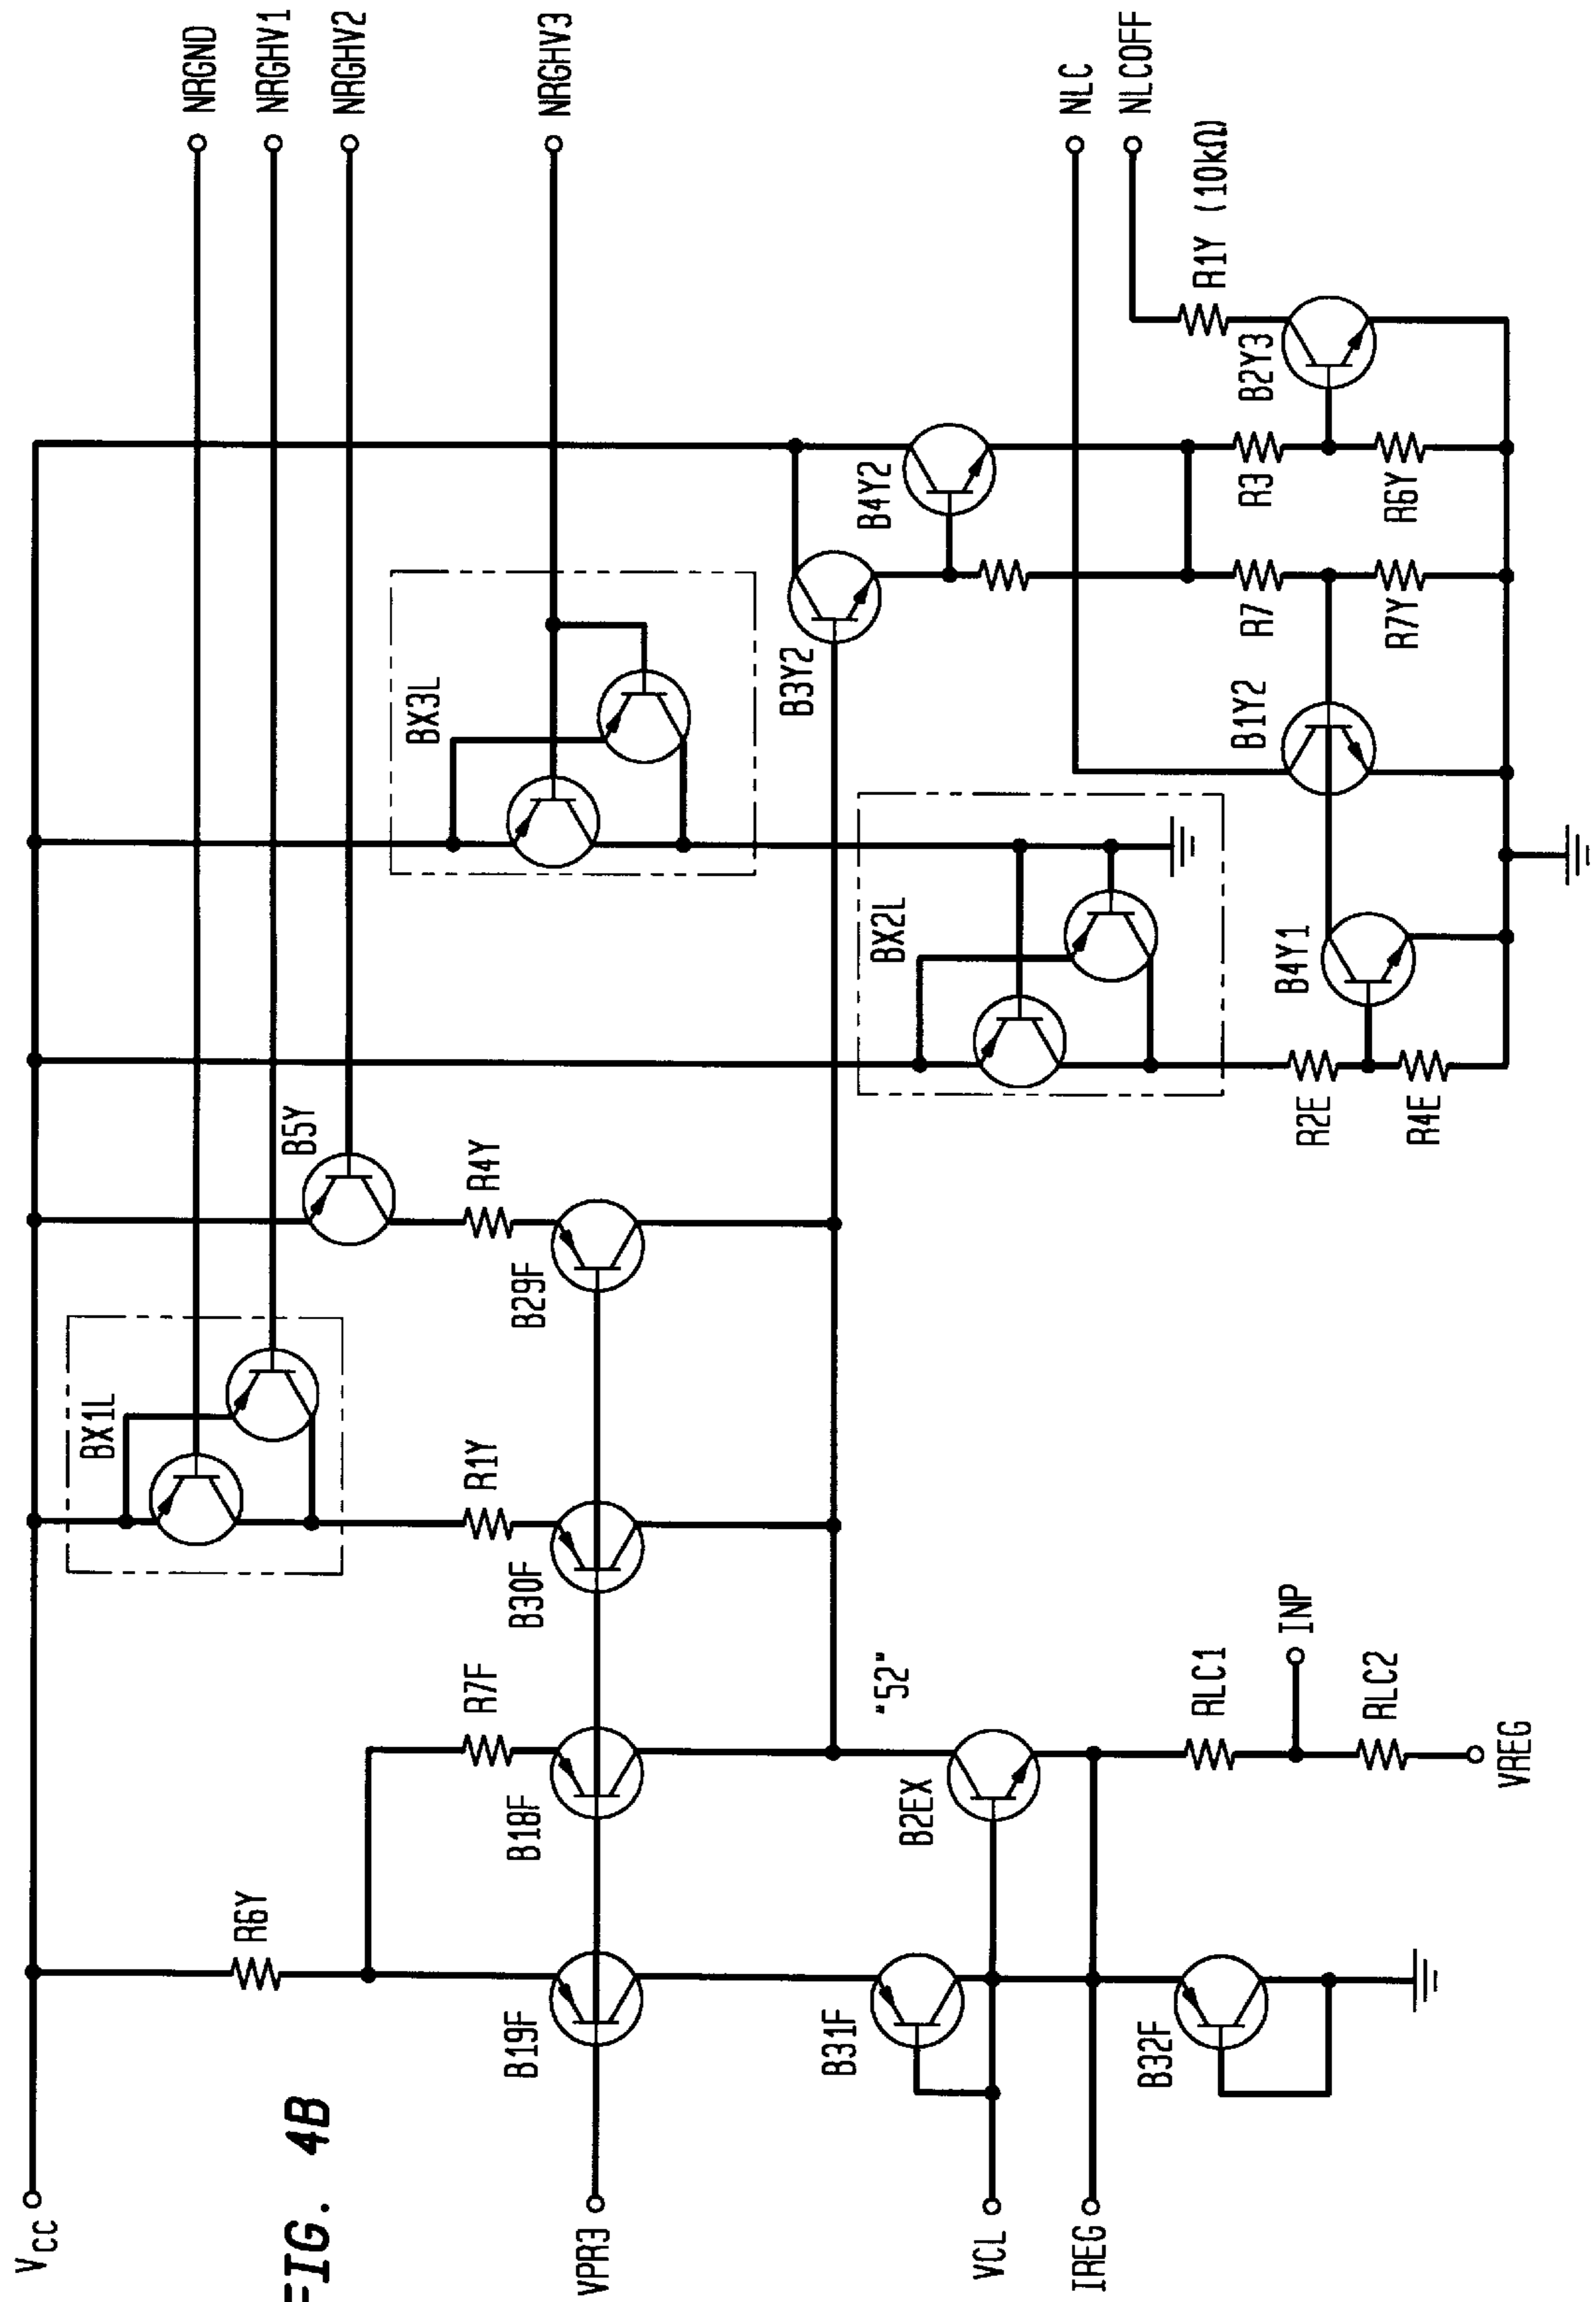 FIG. 4B
VCC
VPR3
VCL
IREG
R6Y
B19F
B31F
B32F
R7F
B18F
B2EX
"52"
RLC1
INP
RLC2
VREG
BX1L
R1Y
B30F
B5Y
R4Y
B29F
R2E
R4E
BX2L
B4Y1
BX3L
B3Y2
B1Y2
B4Y2
R7
R7Y
R3
R6Y
B2Y3
R1Y (10kΩ)
NRGND
NRGHV1
NRGHV2
NRGHV3
NLC
NLCOFF